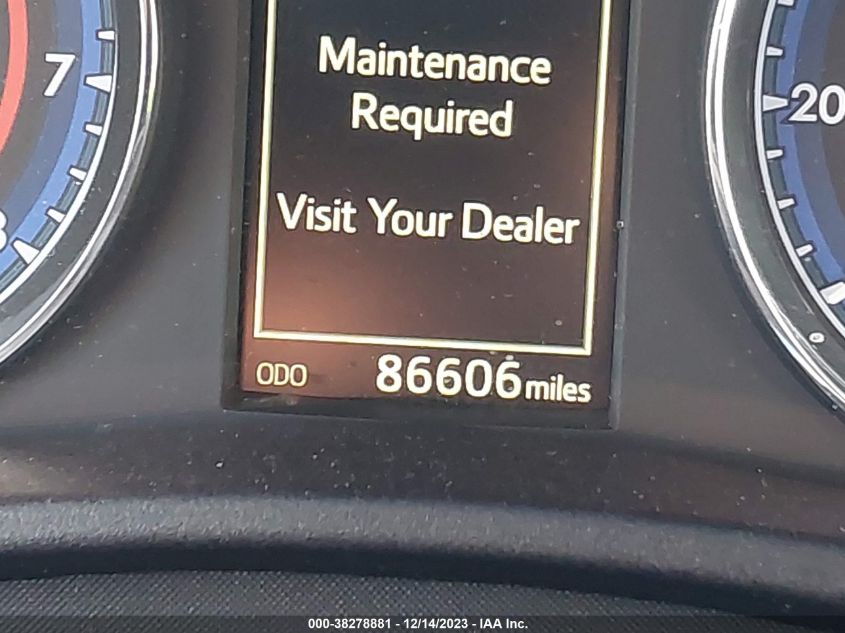 7
Maintenance
Required
20
Visit Your Dealer
ODO 86606 miles
000-38278881 - 12/14/2023 - IAA Inc.